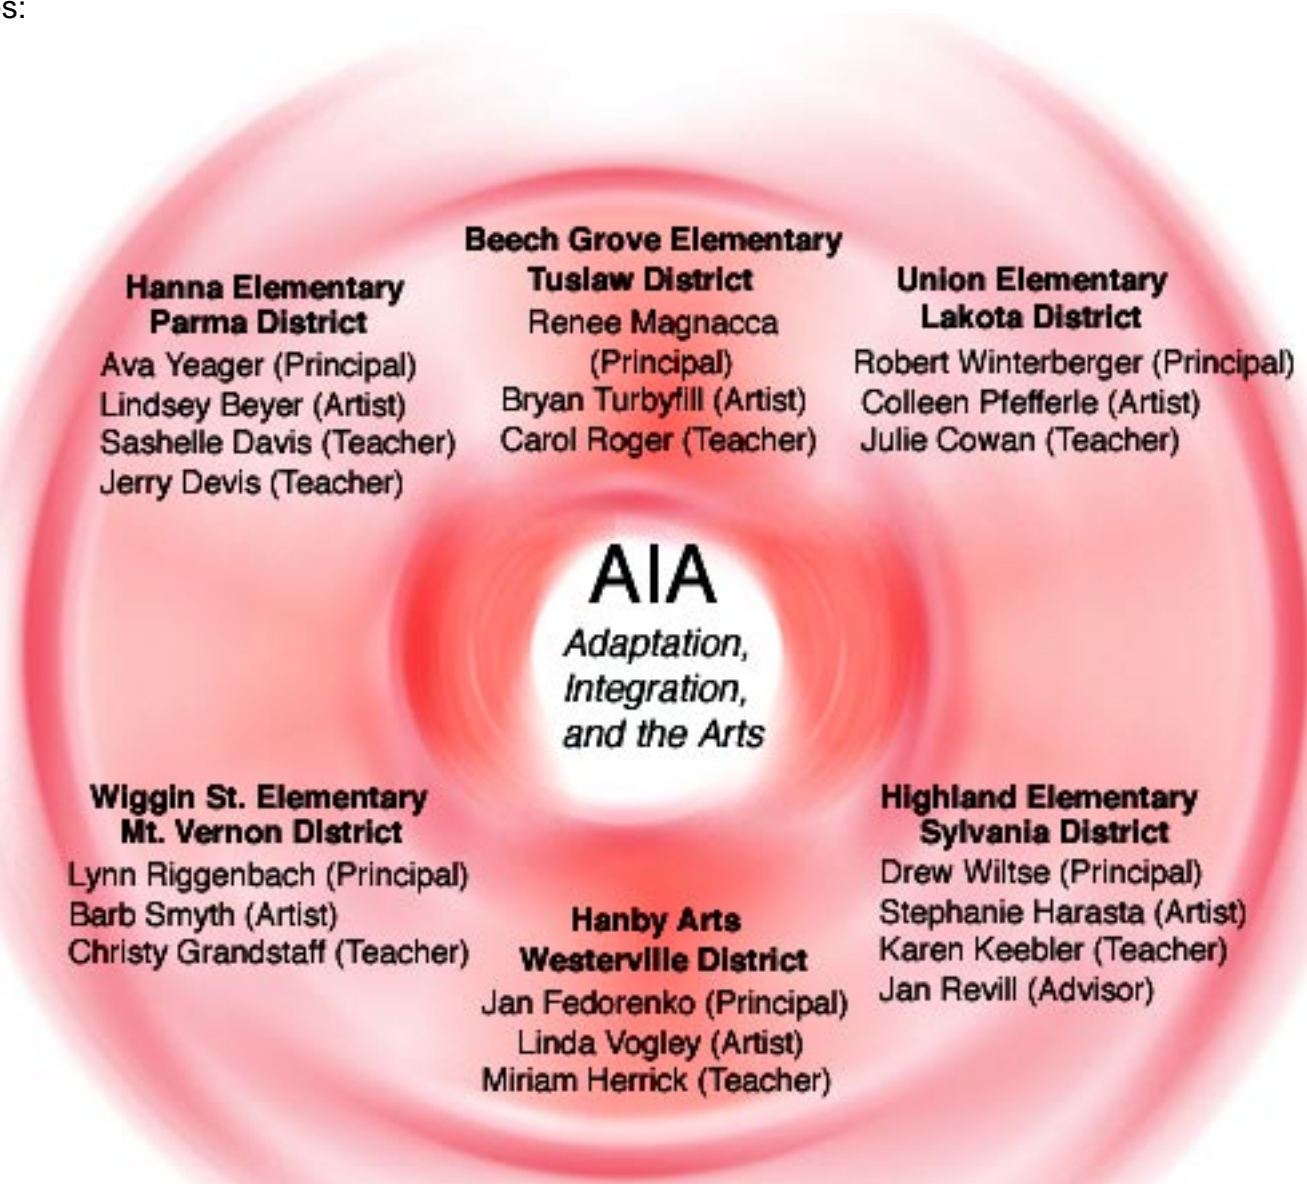 es:
Beech Grove Elementary
Tuslaw District
Renee Magnacca
(Principal)
Bryan Turbyfill (Artist)
Carol Roger (Teacher)
Hanna Elementary
Parma District
Ava Yeager (Principal)
Lindsey Beyer (Artist)
Sashelle Davis (Teacher)
Jerry Devis (Teacher)
Union Elementary
Lakota District
Robert Winterberger (Principal)
Colleen Pfefferle (Artist)
Julie Cowan (Teacher)
AIA
Adaptation,
Integration,
and the Arts
Wiggin St. Elementary
Mt. Vernon District
Lynn Riggenbach (Principal)
Barb Smyth (Artist)
Christy Grandstaff (Teacher)
Hanby Arts
Westerville District
Jan Fedorenko (Principal)
Linda Vogley (Artist)
Miriam Herrick (Teacher)
Highland Elementary
Sylvania District
Drew Wiltse (Principal)
Stephanie Harasta (Artist)
Karen Keebler (Teacher)
Jan Revill (Advisor)